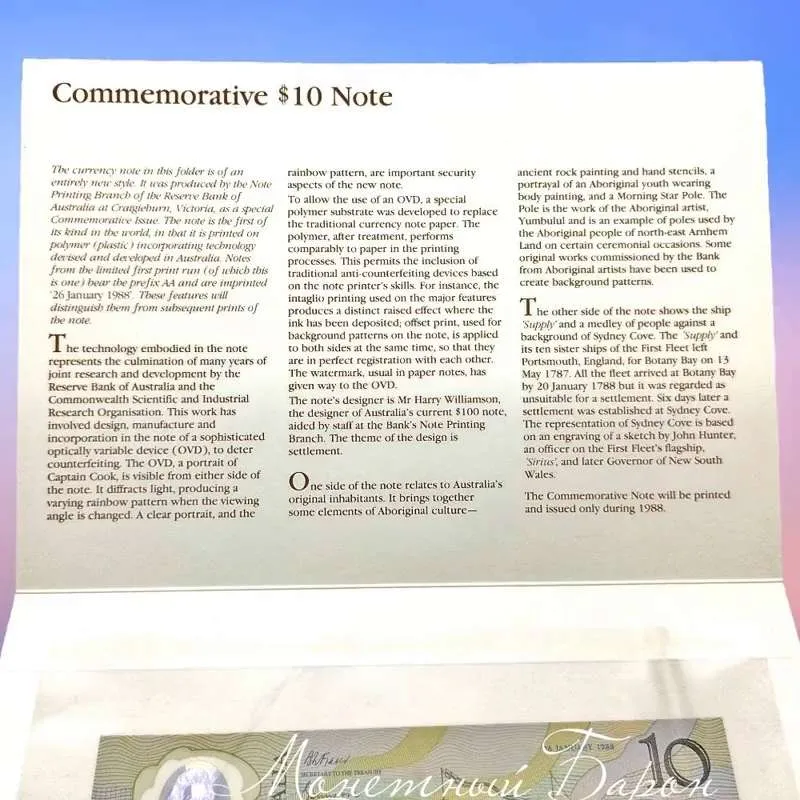 Commemorative $10 Note
The currency note in this folder is of an
entirely new style. It was produced by the Note
Printing Branch of the Reserve Bank of
Australia at Craigieburn, Victoria, as a special
Commemorative Issue. The note is the first of
its kind in the world, in that it is printed on
polymer (plastic) incorporating technology
devised and developed in Australia. Notes
from the limited first print run (of which this
is one) bear the prefix AA and are imprinted
'26 January 1988'. These features will
distinguish them from subsequent prints of
the note.
The technology embodied in the note
represents the culmination of many years of
joint research and development by the
Reserve Bank of Australia and the
Commonwealth Scientific and Industrial
Research Organisation. This work has
involved design, manufacture and
incorporation in the note of a sophisticated
optically variable device (OVD), to deter
counterfeiting. The OVD, a portrait of
Captain Cook, is visible from either side of
the note. It diffracts light, producing a
varying rainbow pattern when the viewing
angle is changed. A clear portrait, and the
rainbow pattern, are important security
aspects of the new note.
To allow the use of an OVD, a special
polymer substrate was developed to replace
the traditional currency note paper. The
polymer, after treatment, performs
comparably to paper in the printing
processes. This permits the inclusion of
traditional anti-counterfeiting devices based
on the note printer's skills. For instance, the
intaglio printing used on the major features
produces a distinct raised effect where the
ink has been deposited; offset print, used for
background patterns on the note, is applied
to both sides at the same time, so that they
are in perfect registration with each other.
The watermark, usual in paper notes, has
given way to the OVD.
The note's designer is Mr Harry Williamson,
the designer of Australia's current $100 note,
aided by staff at the Bank's Note Printing
Branch. The theme of the design is
settlement.
One side of the note relates to Australia's
original inhabitants. It brings together
some elements of Aboriginal culture—
ancient rock painting and hand stencils, a
portrayal of an Aboriginal youth wearing
body painting, and a Morning Star Pole. The
Pole is the work of the Aboriginal artist,
Yumbulul and is an example of poles used by
the Aboriginal people of north-east Arnhem
Land on certain ceremonial occasions. Some
original works commissioned by the Bank
from Aboriginal artists have been used to
create background patterns.
The other side of the note shows the ship
'Supply' and a medley of people against a
background of Sydney Cove. The 'Supply' and
its ten sister ships of the First Fleet left
Portsmouth, England, for Botany Bay on 13
May 1787. All the fleet arrived at Botany Bay
by 20 January 1788 but it was regarded as
unsuitable for a settlement. Six days later a
settlement was established at Sydney Cove.
The representation of Sydney Cove is based
on an engraving of a sketch by John Hunter,
an officer on the First Fleet's flagship,
'Sirius', and later Governor of New South
Wales.
The Commemorative Note will be printed
and issued only during 1988.
26 JANUARY 1988
10
SECRETARY TO THE TREASURY
Монетный Барон